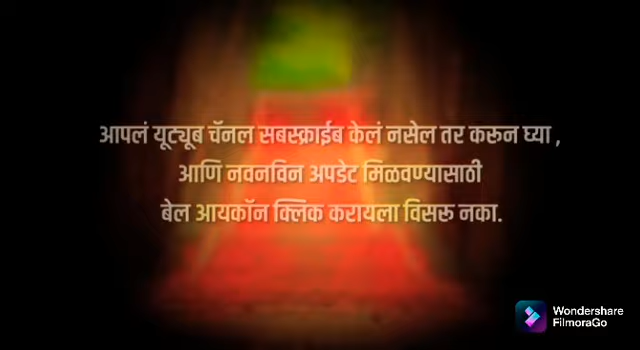 आपलं यूट्यूब चॅनल सबस्क्राईब केलं नसेल तर करून घ्या ,
आणि नवनविन अपडेट मिळवण्यासाठी
बेल आयकॉन क्लिक करायला विसरू नका.
Wondershare
FilmoraGo